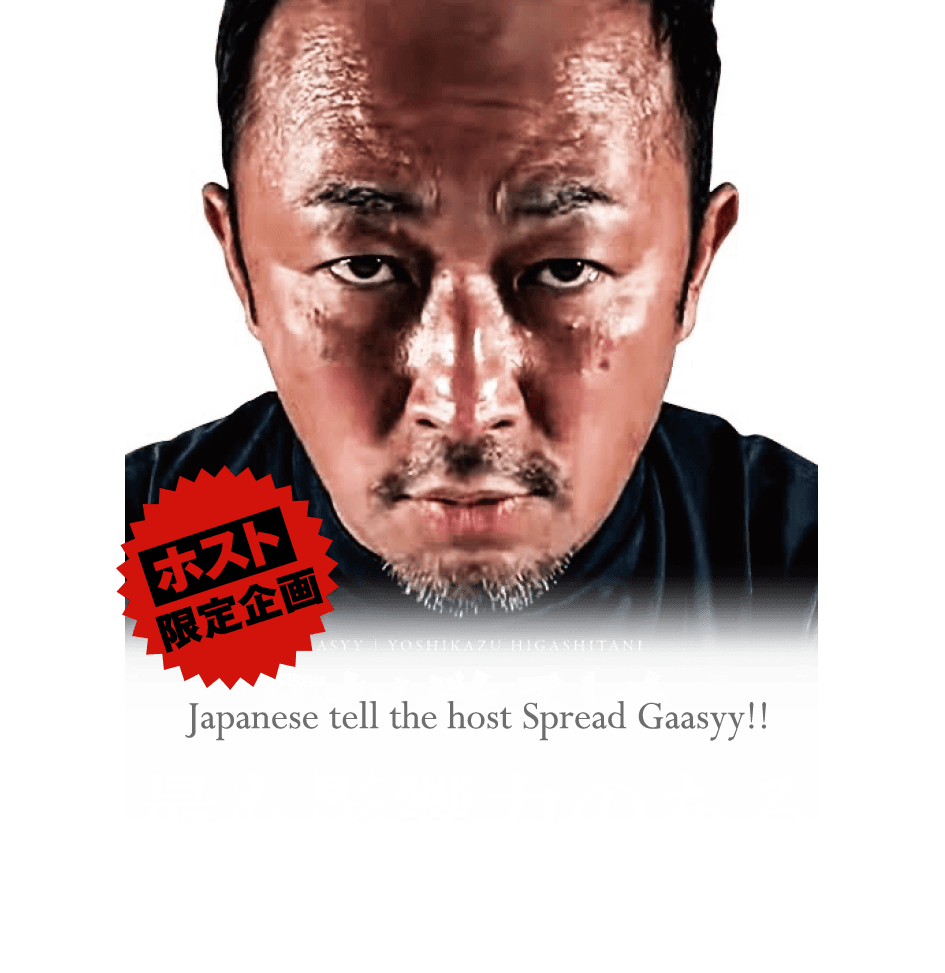 ホスト
限定企画
ASYY | YOSHIKAZU HIGASHITANI
Japanese tell the host Spread Gaasyy!!